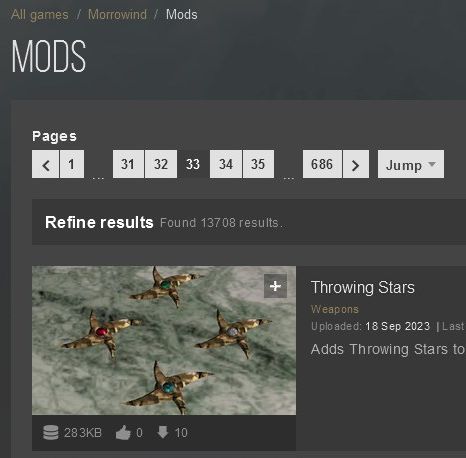 All games / Morrowind / Mods
MODS
Pages
1 ... 31 32 33 34 35 ... 686 Jump
Refine results Found 13708 results.
Throwing Stars
Weapons
Uploaded: 18 Sep 2023 | Last
Adds Throwing Stars to
283KB 0 10